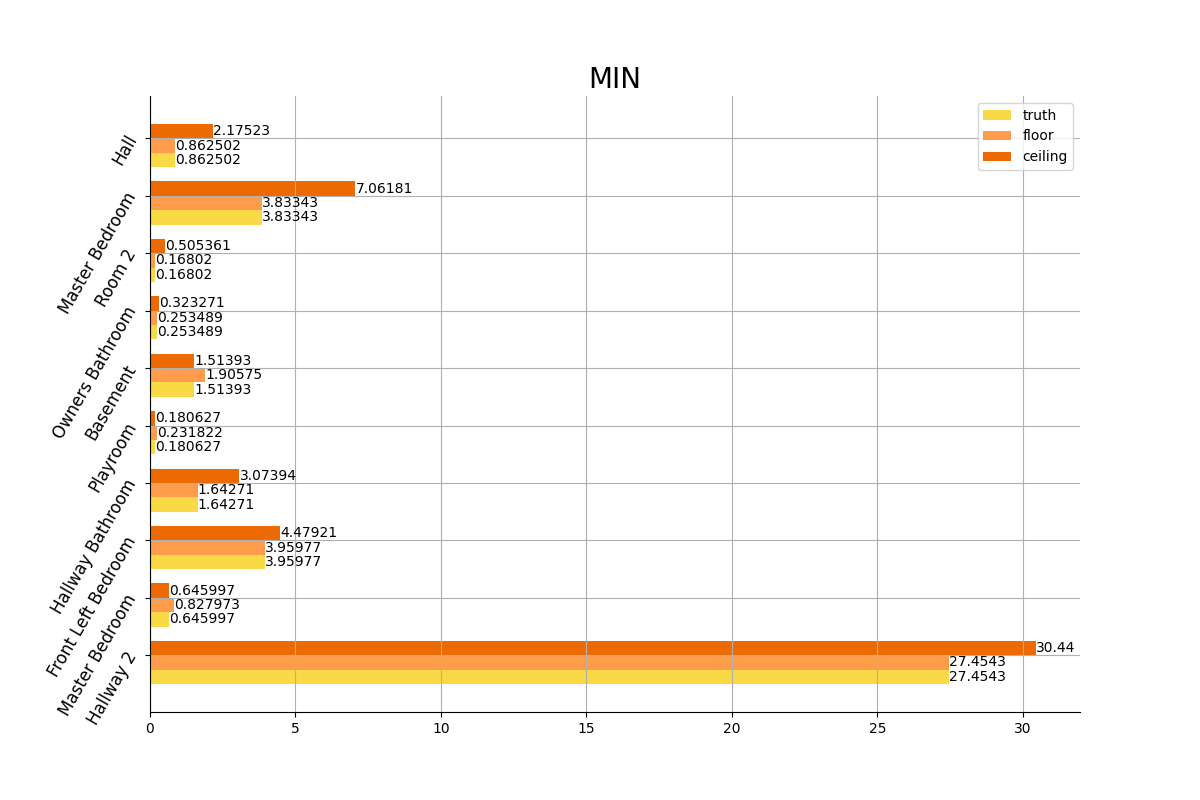 MIN
truth
floor
ceiling
Hall
2.17523
0.862502
0.862502
Master Bedroom
7.06181
3.83343
3.83343
Room 2
0.505361
0.16802
0.16802
Owners Bathroom
0.323271
0.253489
0.253489
Basement
1.51393
1.90575
1.51393
Playroom
0.180627
0.231822
0.180627
Hallway Bathroom
3.07394
1.64271
1.64271
Front Left Bedroom
4.47921
3.95977
3.95977
Master Bedroom
0.645997
0.827973
0.645997
Hallway 2
30.44
27.4543
27.4543
0 5 10 15 20 25 30